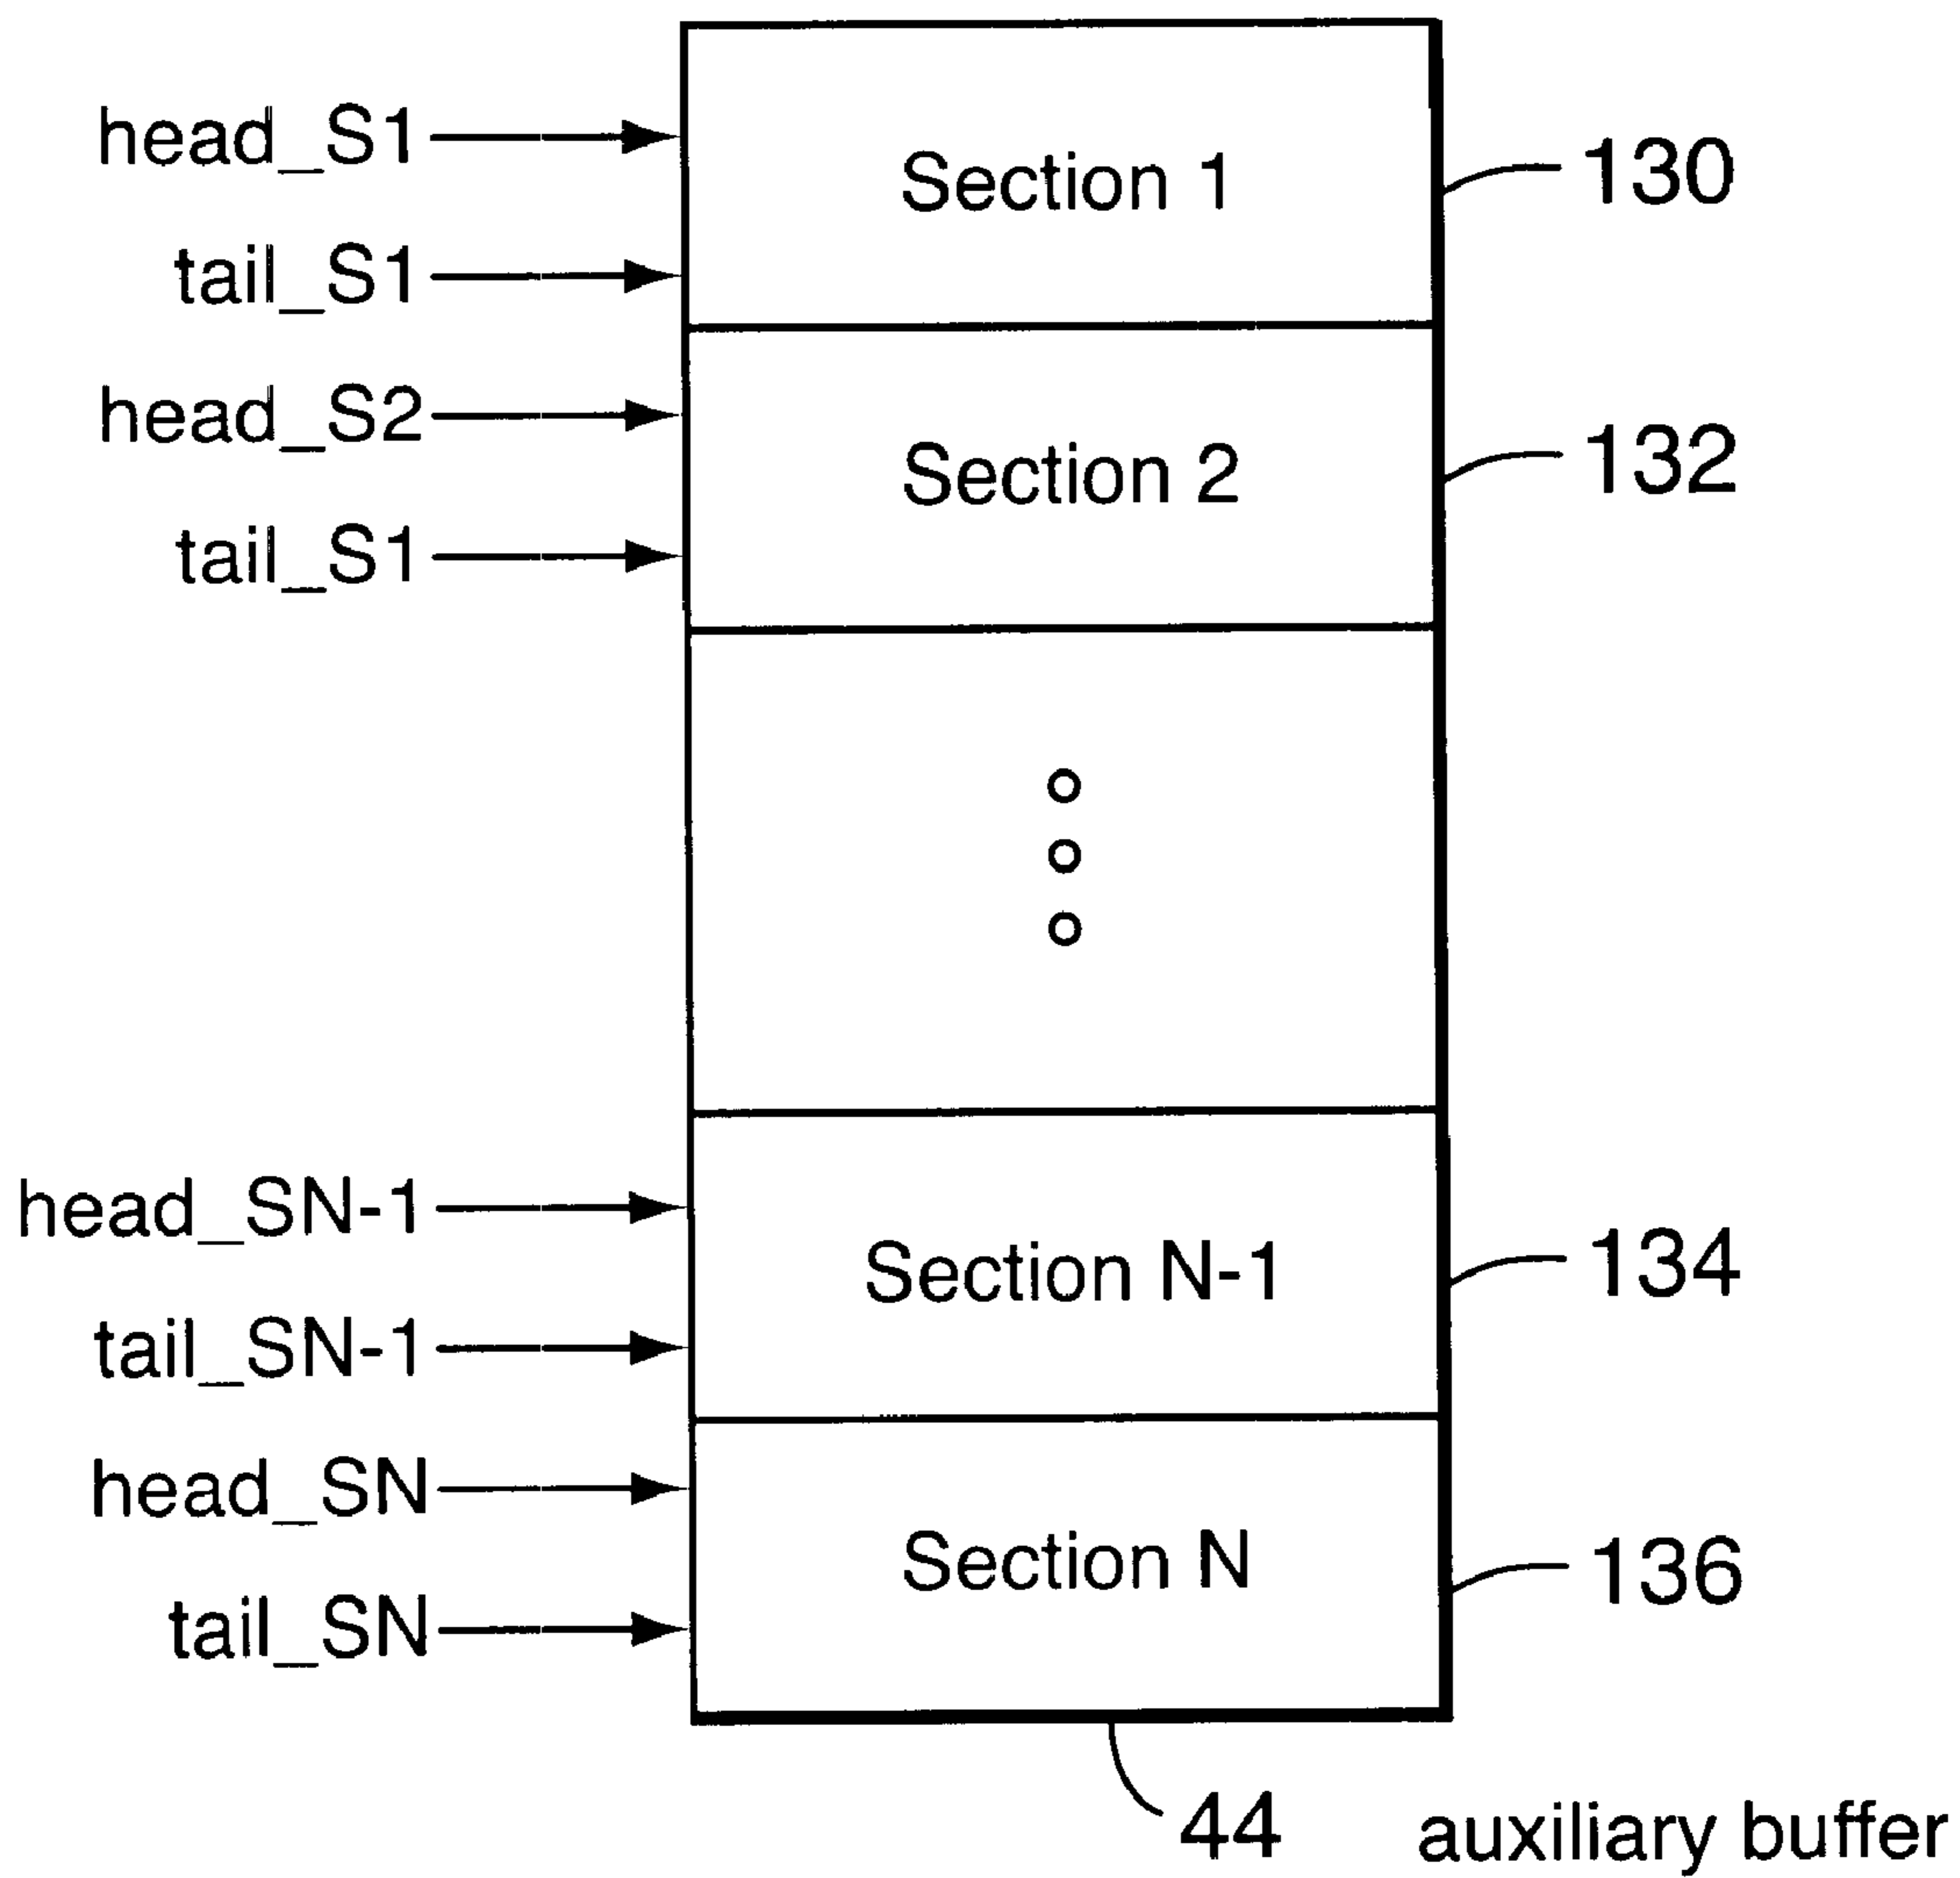 head_S1
Section 1
130
tail_S1
head_S2
Section 2
132
tail_S1
head_SN-1
Section N-1
134
tail_SN-1
head_SN
Section N
136
tail_SN
44
auxiliary buffer